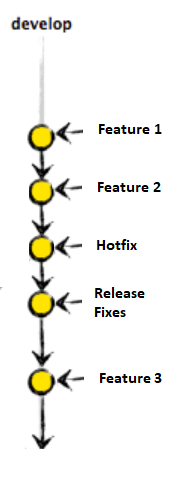 develop
Feature 1
Feature 2
Hotfix
Release
Fixes
Feature 3